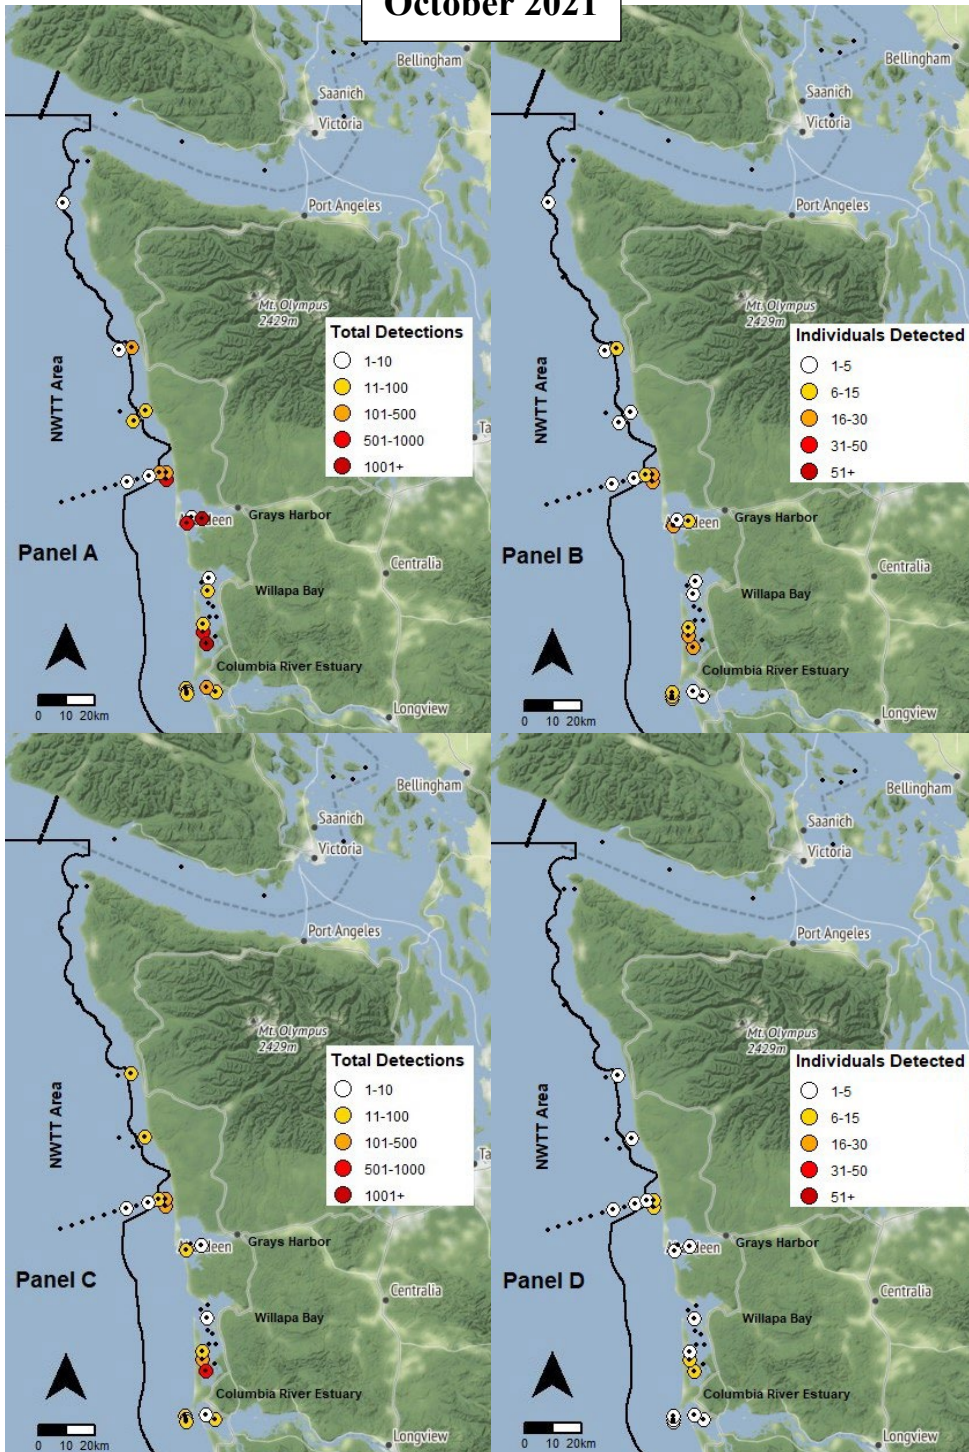 October 2021
Bellingham
Saanich
Victoria
Port Angeles
Mt. Olympus
2429m
NWTT Area
Total Detections
1-10
11-100
101-500
501-1000
1001+
Ta
Grays Harbor
Panel A
Centralia
Willapa Bay
Columbia River Estuary
0 10 20km
Longview
Bellingham
Saanich
Victoria
Port Angeles
Mt. Olympus
2429m
NWTT Area
Individuals Detected
1-5
6-15
16-30
31-50
51+
Grays Harbor
Panel B
Centralia
Willapa Bay
Columbia River Estuary
0 10 20km
Longview
Bellingham
Saanich
Victoria
Port Angeles
Mt. Olympus
2429m
NWTT Area
Total Detections
1-10
11-100
101-500
501-1000
1001+
Ta
Grays Harbor
Panel C
Centralia
Willapa Bay
Columbia River Estuary
0 10 20km
Longview
Bellingham
Saanich
Victoria
Port Angeles
Mt. Olympus
2429m
NWTT Area
Individuals Detected
1-5
6-15
16-30
31-50
51+
Grays Harbor
Panel D
Centralia
Willapa Bay
Columbia River Estuary
0 10 20km
Longview